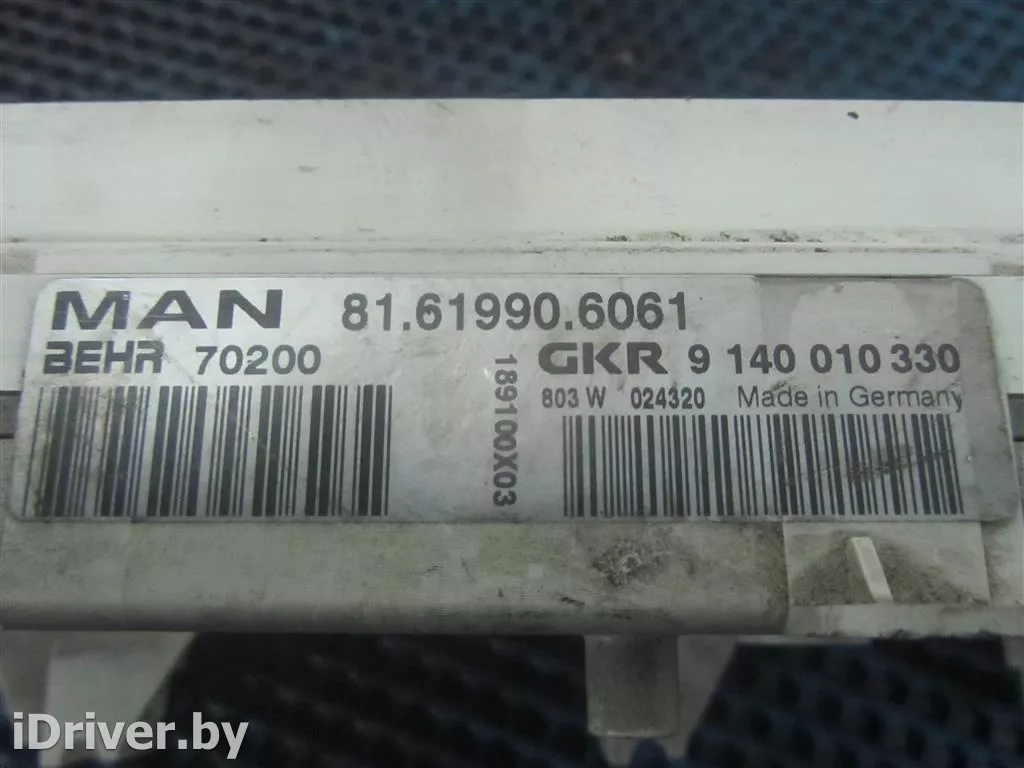 MAN 81.61990.6061
BEHR 70200
GKR 9 140 010 330
803 W 024320 Made in Germany
189100X03
iDriver.by